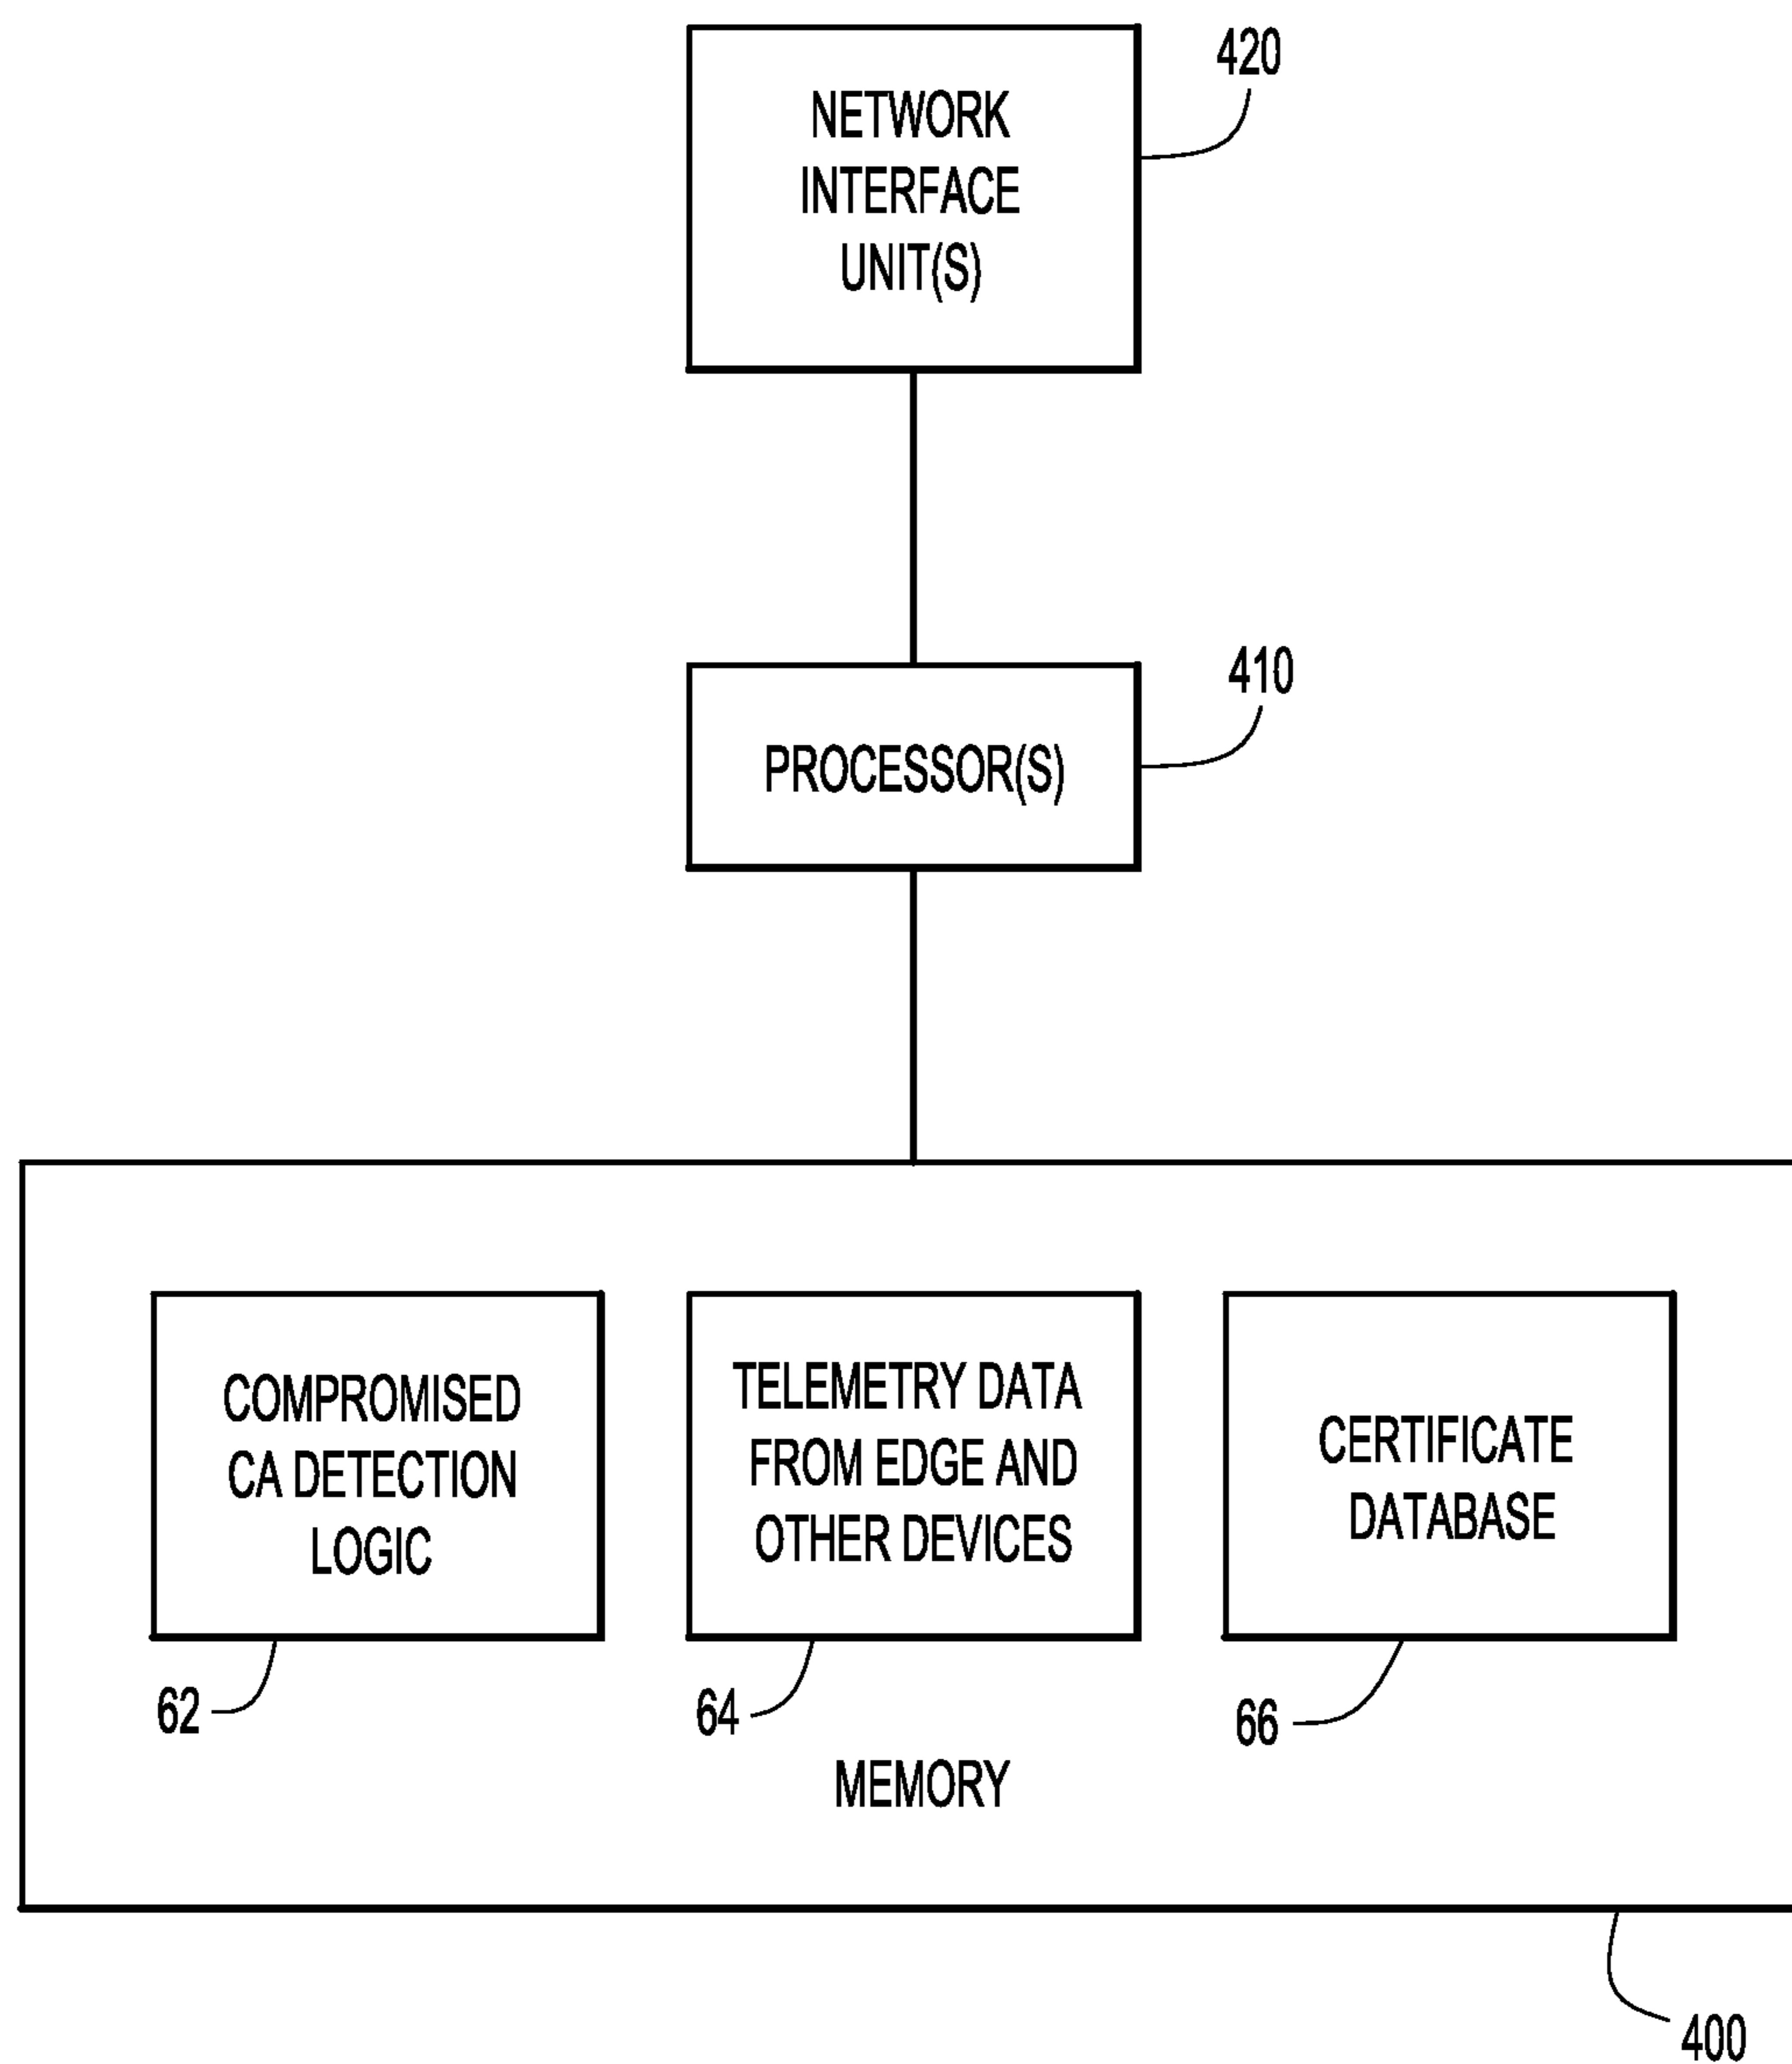 420
NETWORK
INTERFACE
UNIT(S)
410
PROCESSOR(S)
COMPROMISED
CA DETECTION
LOGIC
TELEMETRY DATA
FROM EDGE AND
OTHER DEVICES
CERTIFICATE
DATABASE
62
64
66
MEMORY
400